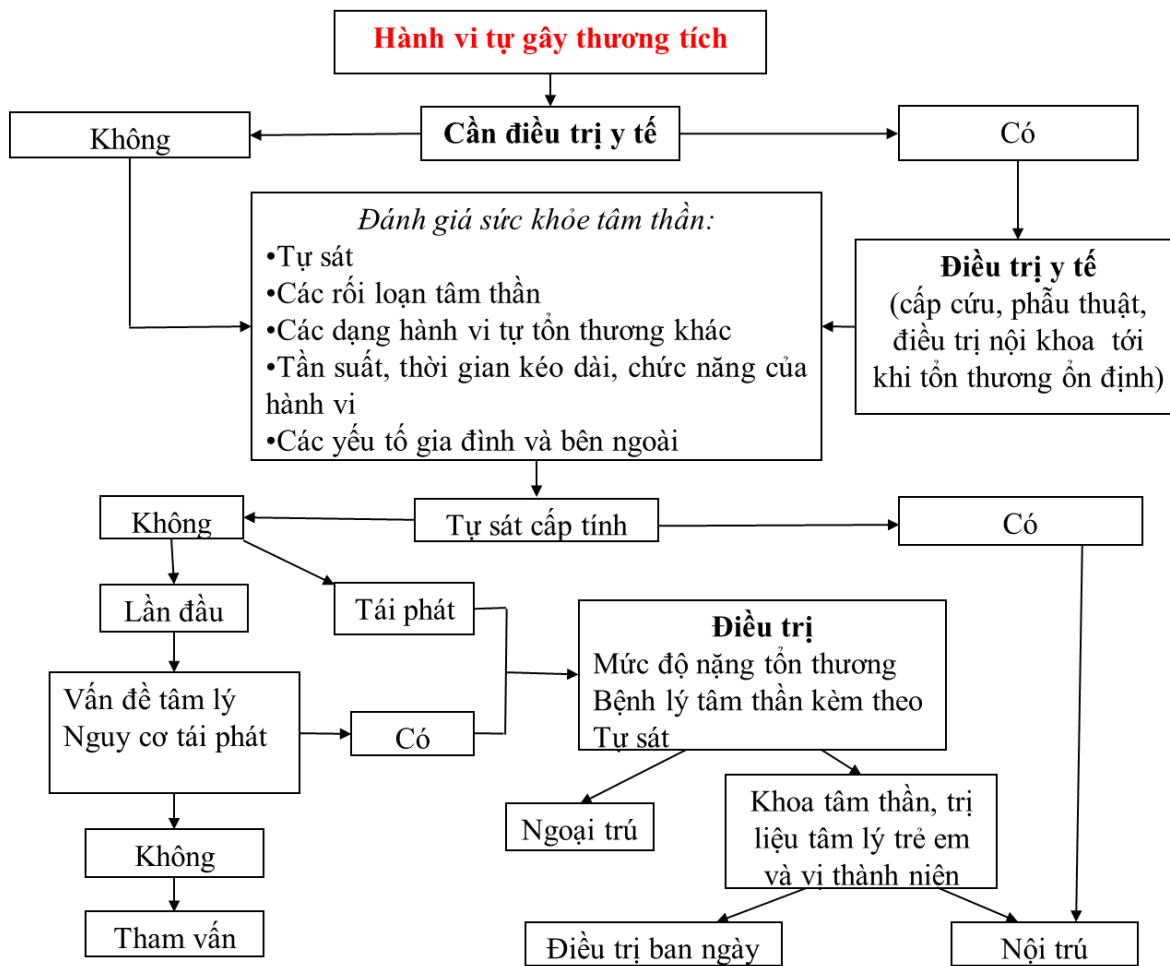 Hành vi tự gây thương tích
Không
Cần điều trị y tế
Có
Đánh giá sức khỏe tâm thần:
•Tự sát
•Các rối loạn tâm thần
•Các dạng hành vi tự tổn thương khác
•Tần suất, thời gian kéo dài, chức năng của
hành vi
•Các yếu tố gia đình và bên ngoài
Điều trị y tế
(cấp cứu, phẫu thuật,
điều trị nội khoa tới
khi tổn thương ổn định)
Không
Tự sát cấp tính
Có
Lần đầu
Tái phát
Vấn đề tâm lý
Nguy cơ tái phát
Có
Điều trị
Mức độ nặng tổn thương
Bệnh lý tâm thần kèm theo
Tự sát
Không
Tham vấn
Ngoại trú
Khoa tâm thần, trị
liệu tâm lý trẻ em
và vị thành niên
Điều trị ban ngày
Nội trú